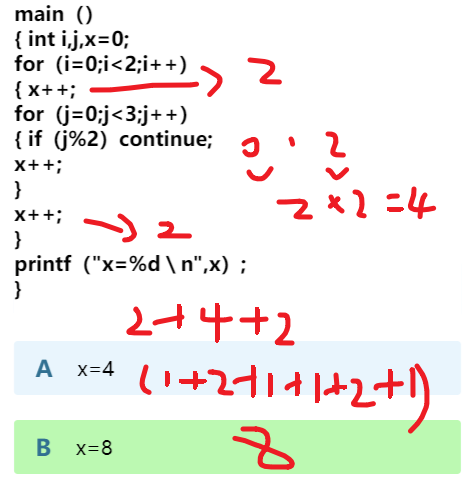 main （）
{ int i,j,x=0;
for（i=0;i<2;i++）
{ x++; → 2
for（j=0;j<3;j++）
{ if（j%2）continue; 0 · 2
x++;
} 2×2=4
x++; → 2
}
printf（"x=%d \ n",x）;
}
2+4+2
A x=4 (1+2+1+1+2+1)
B x=8 8